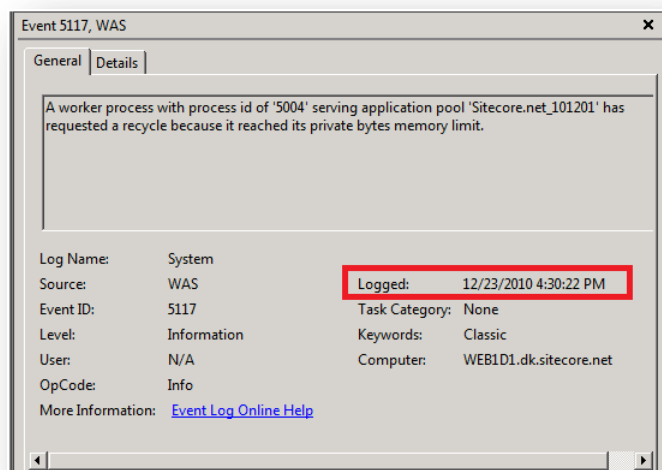 Event 5117, WAS
General Details
A worker process with process id of '5004' serving application pool 'Sitecore.net_101201' has
requested a recycle because it reached its private bytes memory limit.
Log Name: System
Source: WAS Logged: 12/23/2010 4:30:22 PM
Event ID: 5117 Task Category: None
Level: Information Keywords: Classic
User: N/A Computer: WEB1D1.dk.sitecore.net
OpCode: Info
More Information: Event Log Online Help